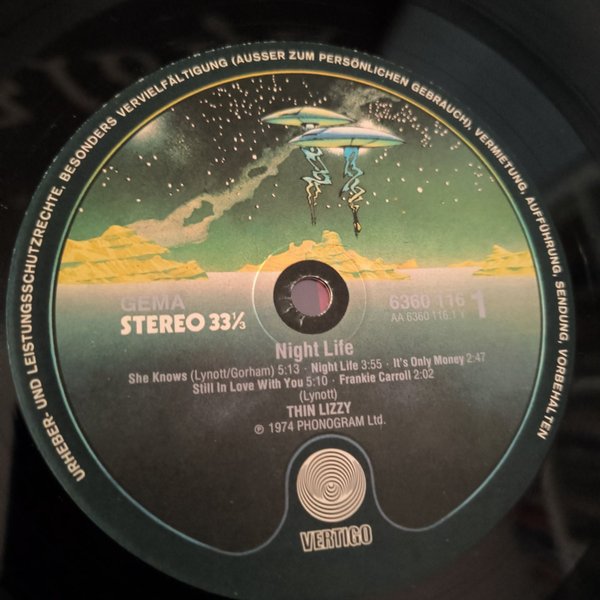 URHEBER- UND LEISTUNGSSCHUTZRECHTE, BESONDERS VERVIELFÄLTIGUNG (AUSSER ZUM PERSÖNLICHEN GEBRAUCH), VERMIETUNG, AUFFÜHRUNG, SENDUNG, VORBEHALTEN
GEMA
STEREO 33⅓
6360 116 1
AA 6360 116.1 Y
Night Life
She Knows (Lynott/Gorham) 5:13 · Night Life 3:55 · It's Only Money 2:47
Still In Love With You 5:10 · Frankie Carroll 2:02
(Lynott)
THIN LIZZY
℗ 1974 PHONOGRAM Ltd.
VERTIGO